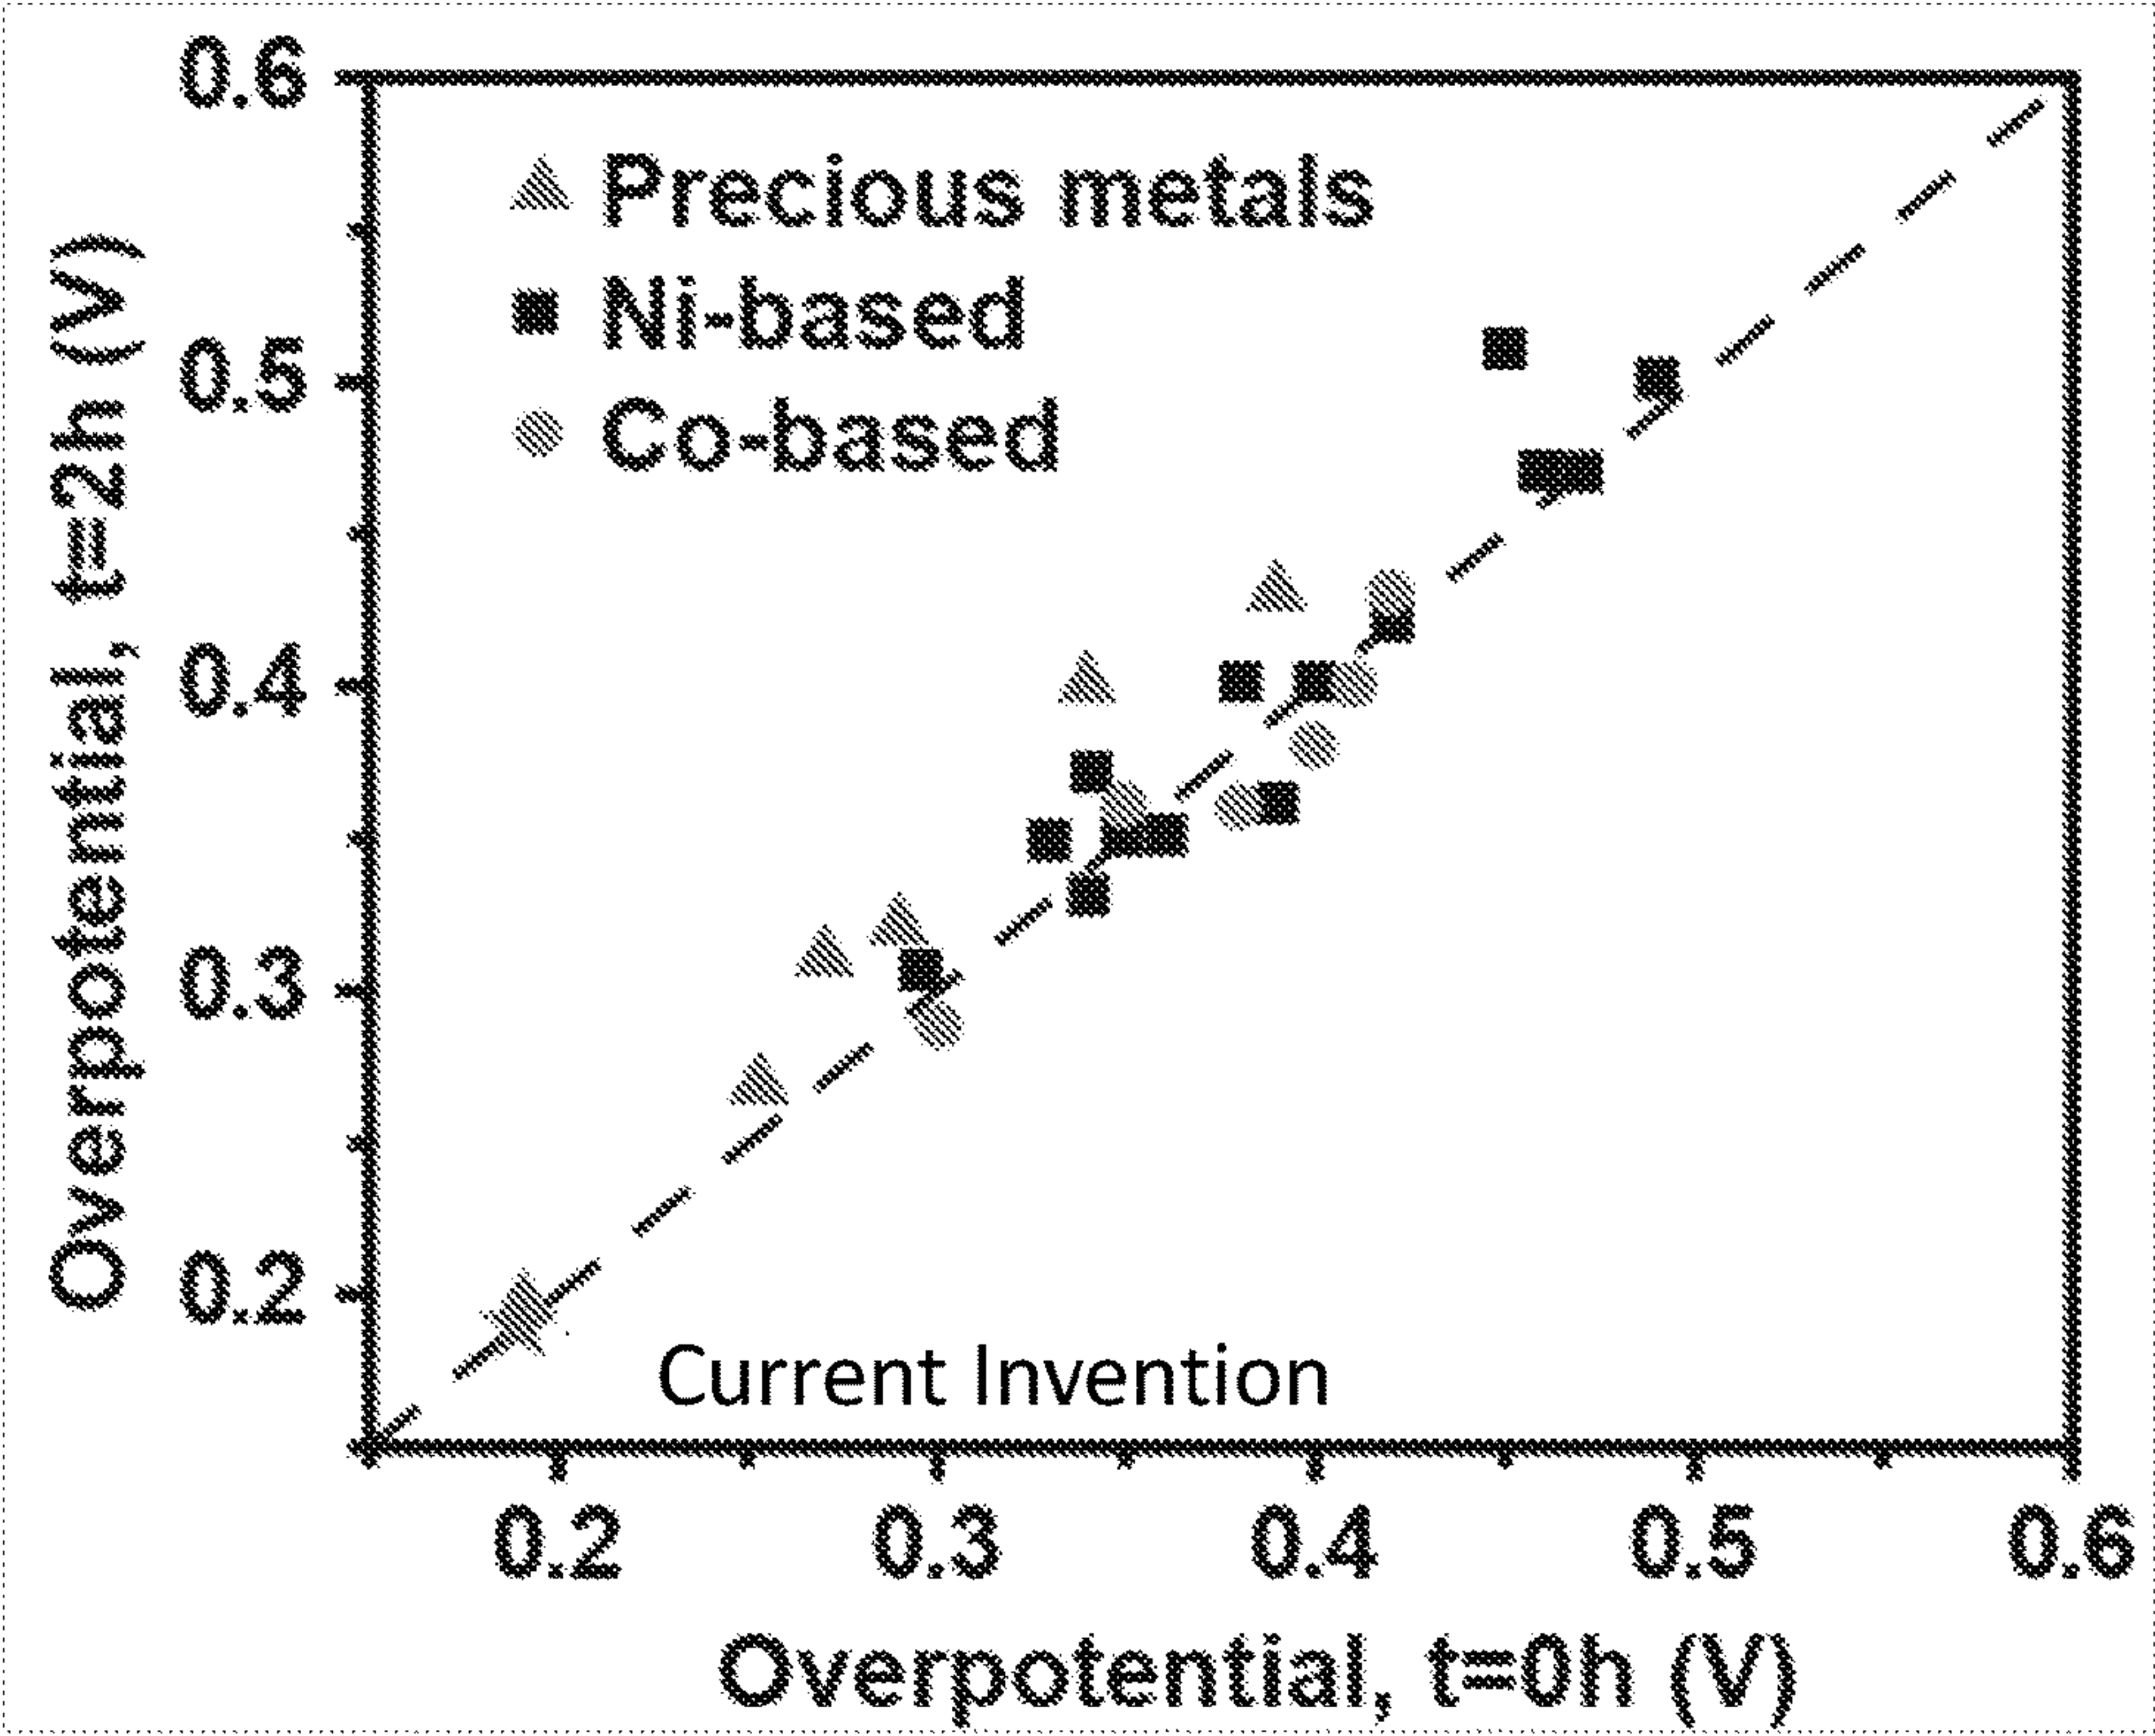 0.6
0.5
0.4
0.3
0.2
Overpotential, t=2h (V)
Precious metals
Ni-based
Co-based
Current Invention
0.2 0.3 0.4 0.5 0.6
Overpotential, t=0h (V)